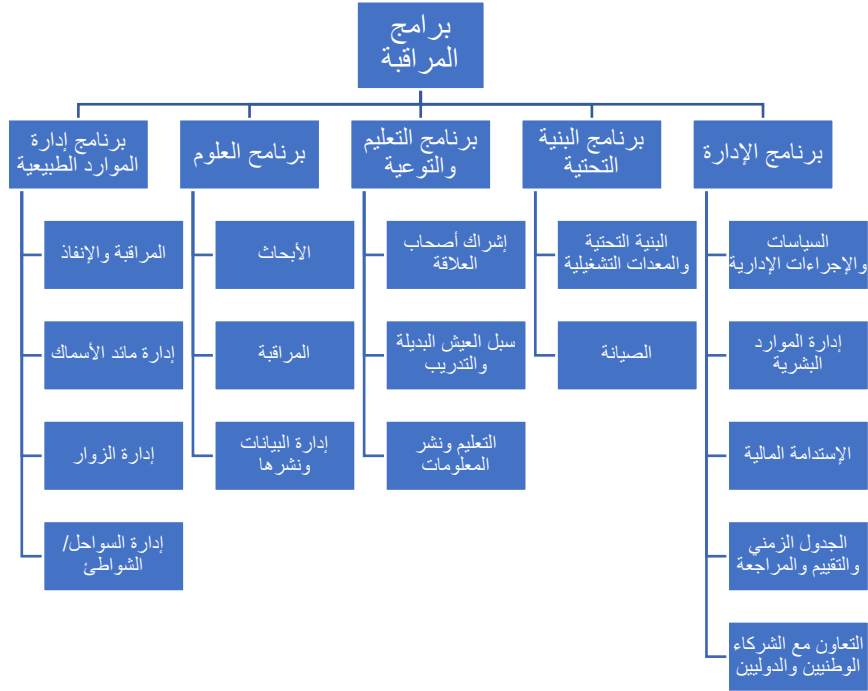 برامج
المراقبة
برنامج الإدارة
برنامج البنية
التحتية
برنامج التعليم
والتوعية
برنامح العلوم
برنامج إدارة
الموارد الطبيعية
السياسات
والإجراءات الإدارية
إدارة الموارد
البشرية
الإستدامة المالية
الجدول الزمني
والتقييم والمراجعة
التعاون مع الشركاء
الوطنيين والدوليين
البنية التحتية
والمعدات التشغيلية
الصيانة
إشراك أصحاب
العلاقة
سبل العيش البديلة
والتدريب
التعليم ونشر
المعلومات
الأبحاث
المراقبة
إدارة البيانات
ونشرها
المراقبة والإنفاذ
إدارة مائد الأسماك
إدارة الزوار
إدارة السواحل/
الشواطئ